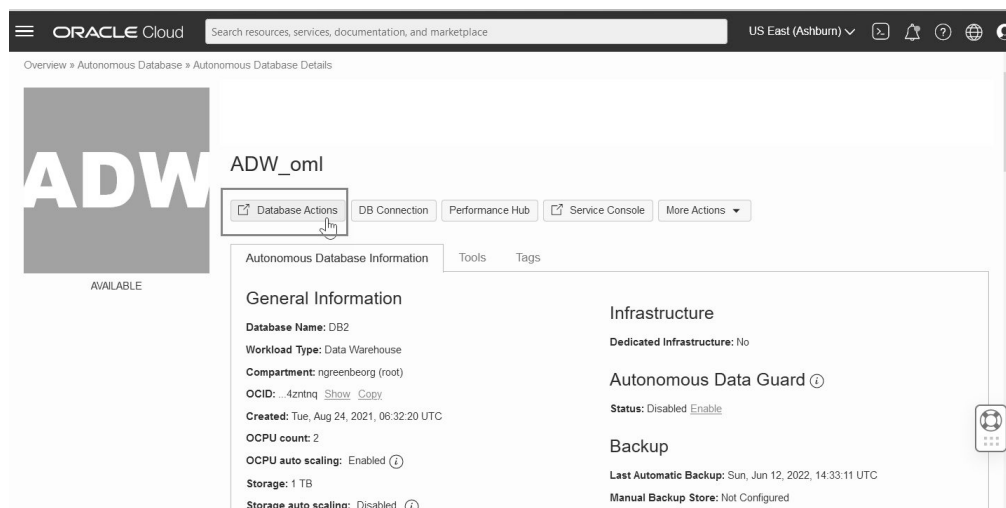 ORACLE Cloud
Search resources, services, documentation, and marketplace
US East (Ashburn)
Overview » Autonomous Database » Autonomous Database Details
ADW
AVAILABLE
ADW_oml
Database Actions
DB Connection
Performance Hub
Service Console
More Actions
Autonomous Database Information
Tools
Tags
General Information
Database Name: DB2
Workload Type: Data Warehouse
Compartment: ngreenbeorg (root)
OCID: ...4zntnq Show Copy
Created: Tue, Aug 24, 2021, 06:32:20 UTC
OCPU count: 2
OCPU auto scaling: Enabled
Storage: 1 TB
Storage auto scaling: Disabled
Infrastructure
Dedicated Infrastructure: No
Autonomous Data Guard
Status: Disabled Enable
Backup
Last Automatic Backup: Sun, Jun 12, 2022, 14:33:11 UTC
Manual Backup Store: Not Configured